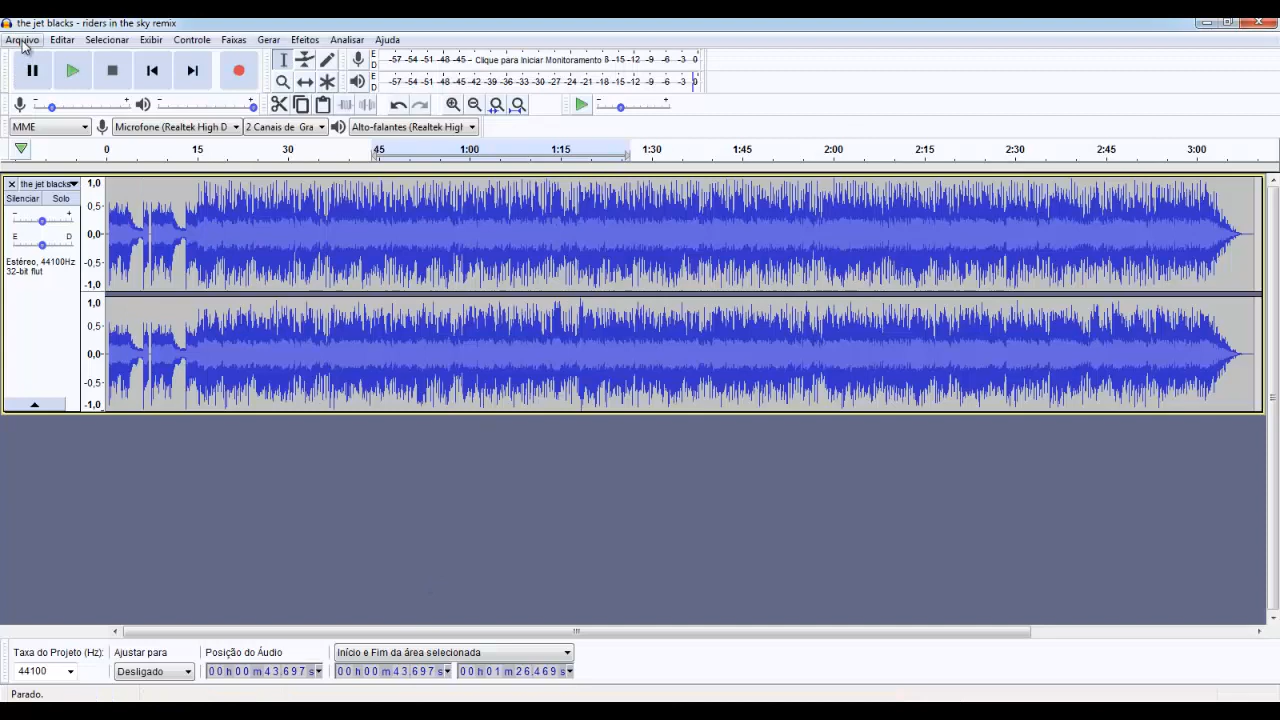 the jet blacks - riders in the sky remix
Arquivo Editar Selecionar Exibir Controle Faixas Gerar Efeitos Analisar Ajuda
E -57 -54 -51 -48 -45 - Clique para Iniciar Monitoramento 8 -15 -12 -9 -6 -3 0
D
E -57 -54 -51 -48 -45 -42 -39 -36 -33 -30 -27 -24 -21 -18 -15 -12 -9 -6 -3 0
D
- + - + - +
MME Microfone (Realtek High D 2 Canais de Gra Alto-falantes (Realtek Higl
0 15 30 45 1:00 1:15 1:30 1:45 2:00 2:15 2:30 2:45 3:00
the jet blacks 1,0
Silenciar Solo
- + 0,5
E D 0,0
Estéreo, 44100Hz -0,5
32-bit flut
-1,0
1,0
0,5
0,0
-0,5
-1,0
Taxa do Projeto (Hz): Ajustar para Posição do Áudio Início e Fim da área selecionada
44100 Desligado 00 h 00 m 43,697 s 00 h 00 m 43,697 s 00 h 01 m 26,469 s
Parado.